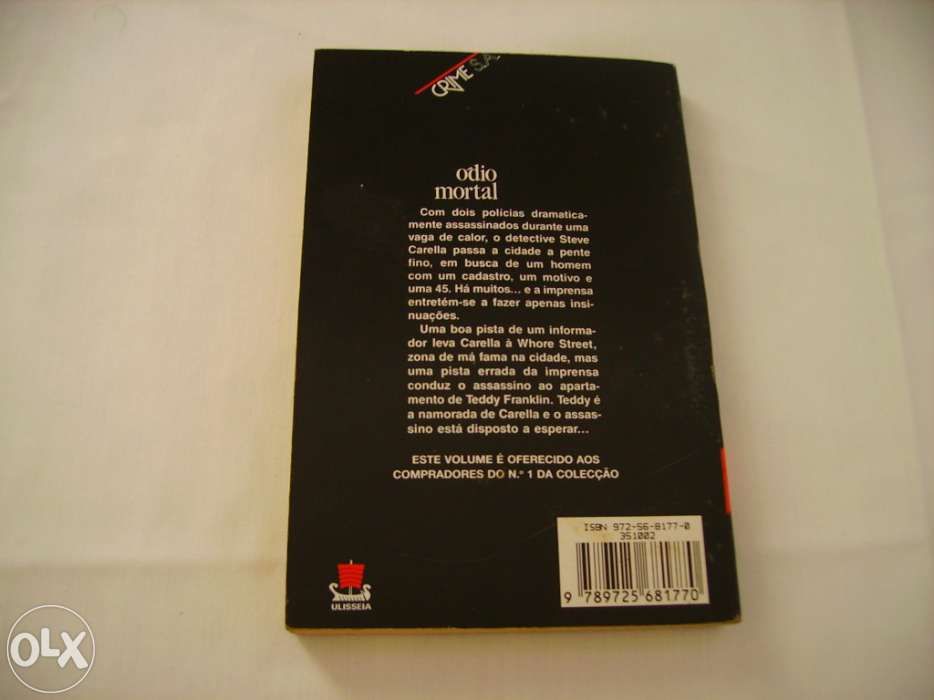 CRIME S.A.
ódio
mortal
Com dois polícias dramatica-
mente assassinados durante uma
vaga de calor, o detective Steve
Carella passa a cidade a pente
fino, em busca de um homem
com um cadastro, um motivo e
uma 45. Há muitos... e a imprensa
entretém-se a fazer apenas insi-
nuações.
Uma boa pista de um informa-
dor leva Carella à Whore Street,
zona de má fama na cidade, mas
uma pista errada da imprensa
conduz o assassino ao aparta-
mento de Teddy Franklin. Teddy é
a namorada de Carella e o assas-
sino está disposto a esperar...
ESTE VOLUME É OFERECIDO AOS
COMPRADORES DO N.º 1 DA COLECÇÃO
ISBN 972-56-8177-0
351002
9 789725 681770
ULISSEIA
OLX